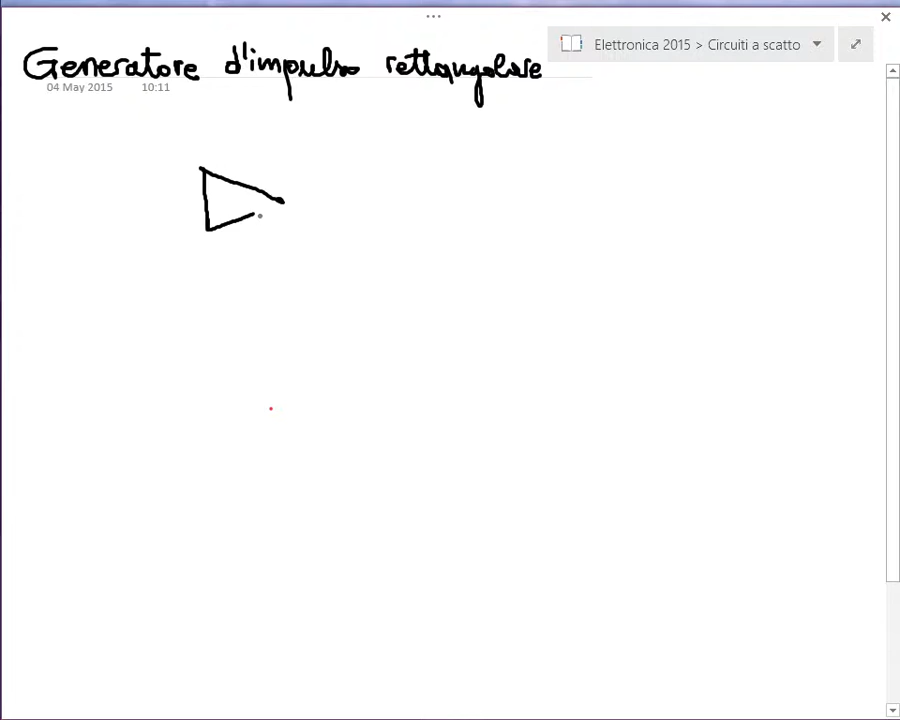 Elettronica 2015 > Circuiti a scatto
Generatore d'impulso rettangolare
04 May 2015 10:11